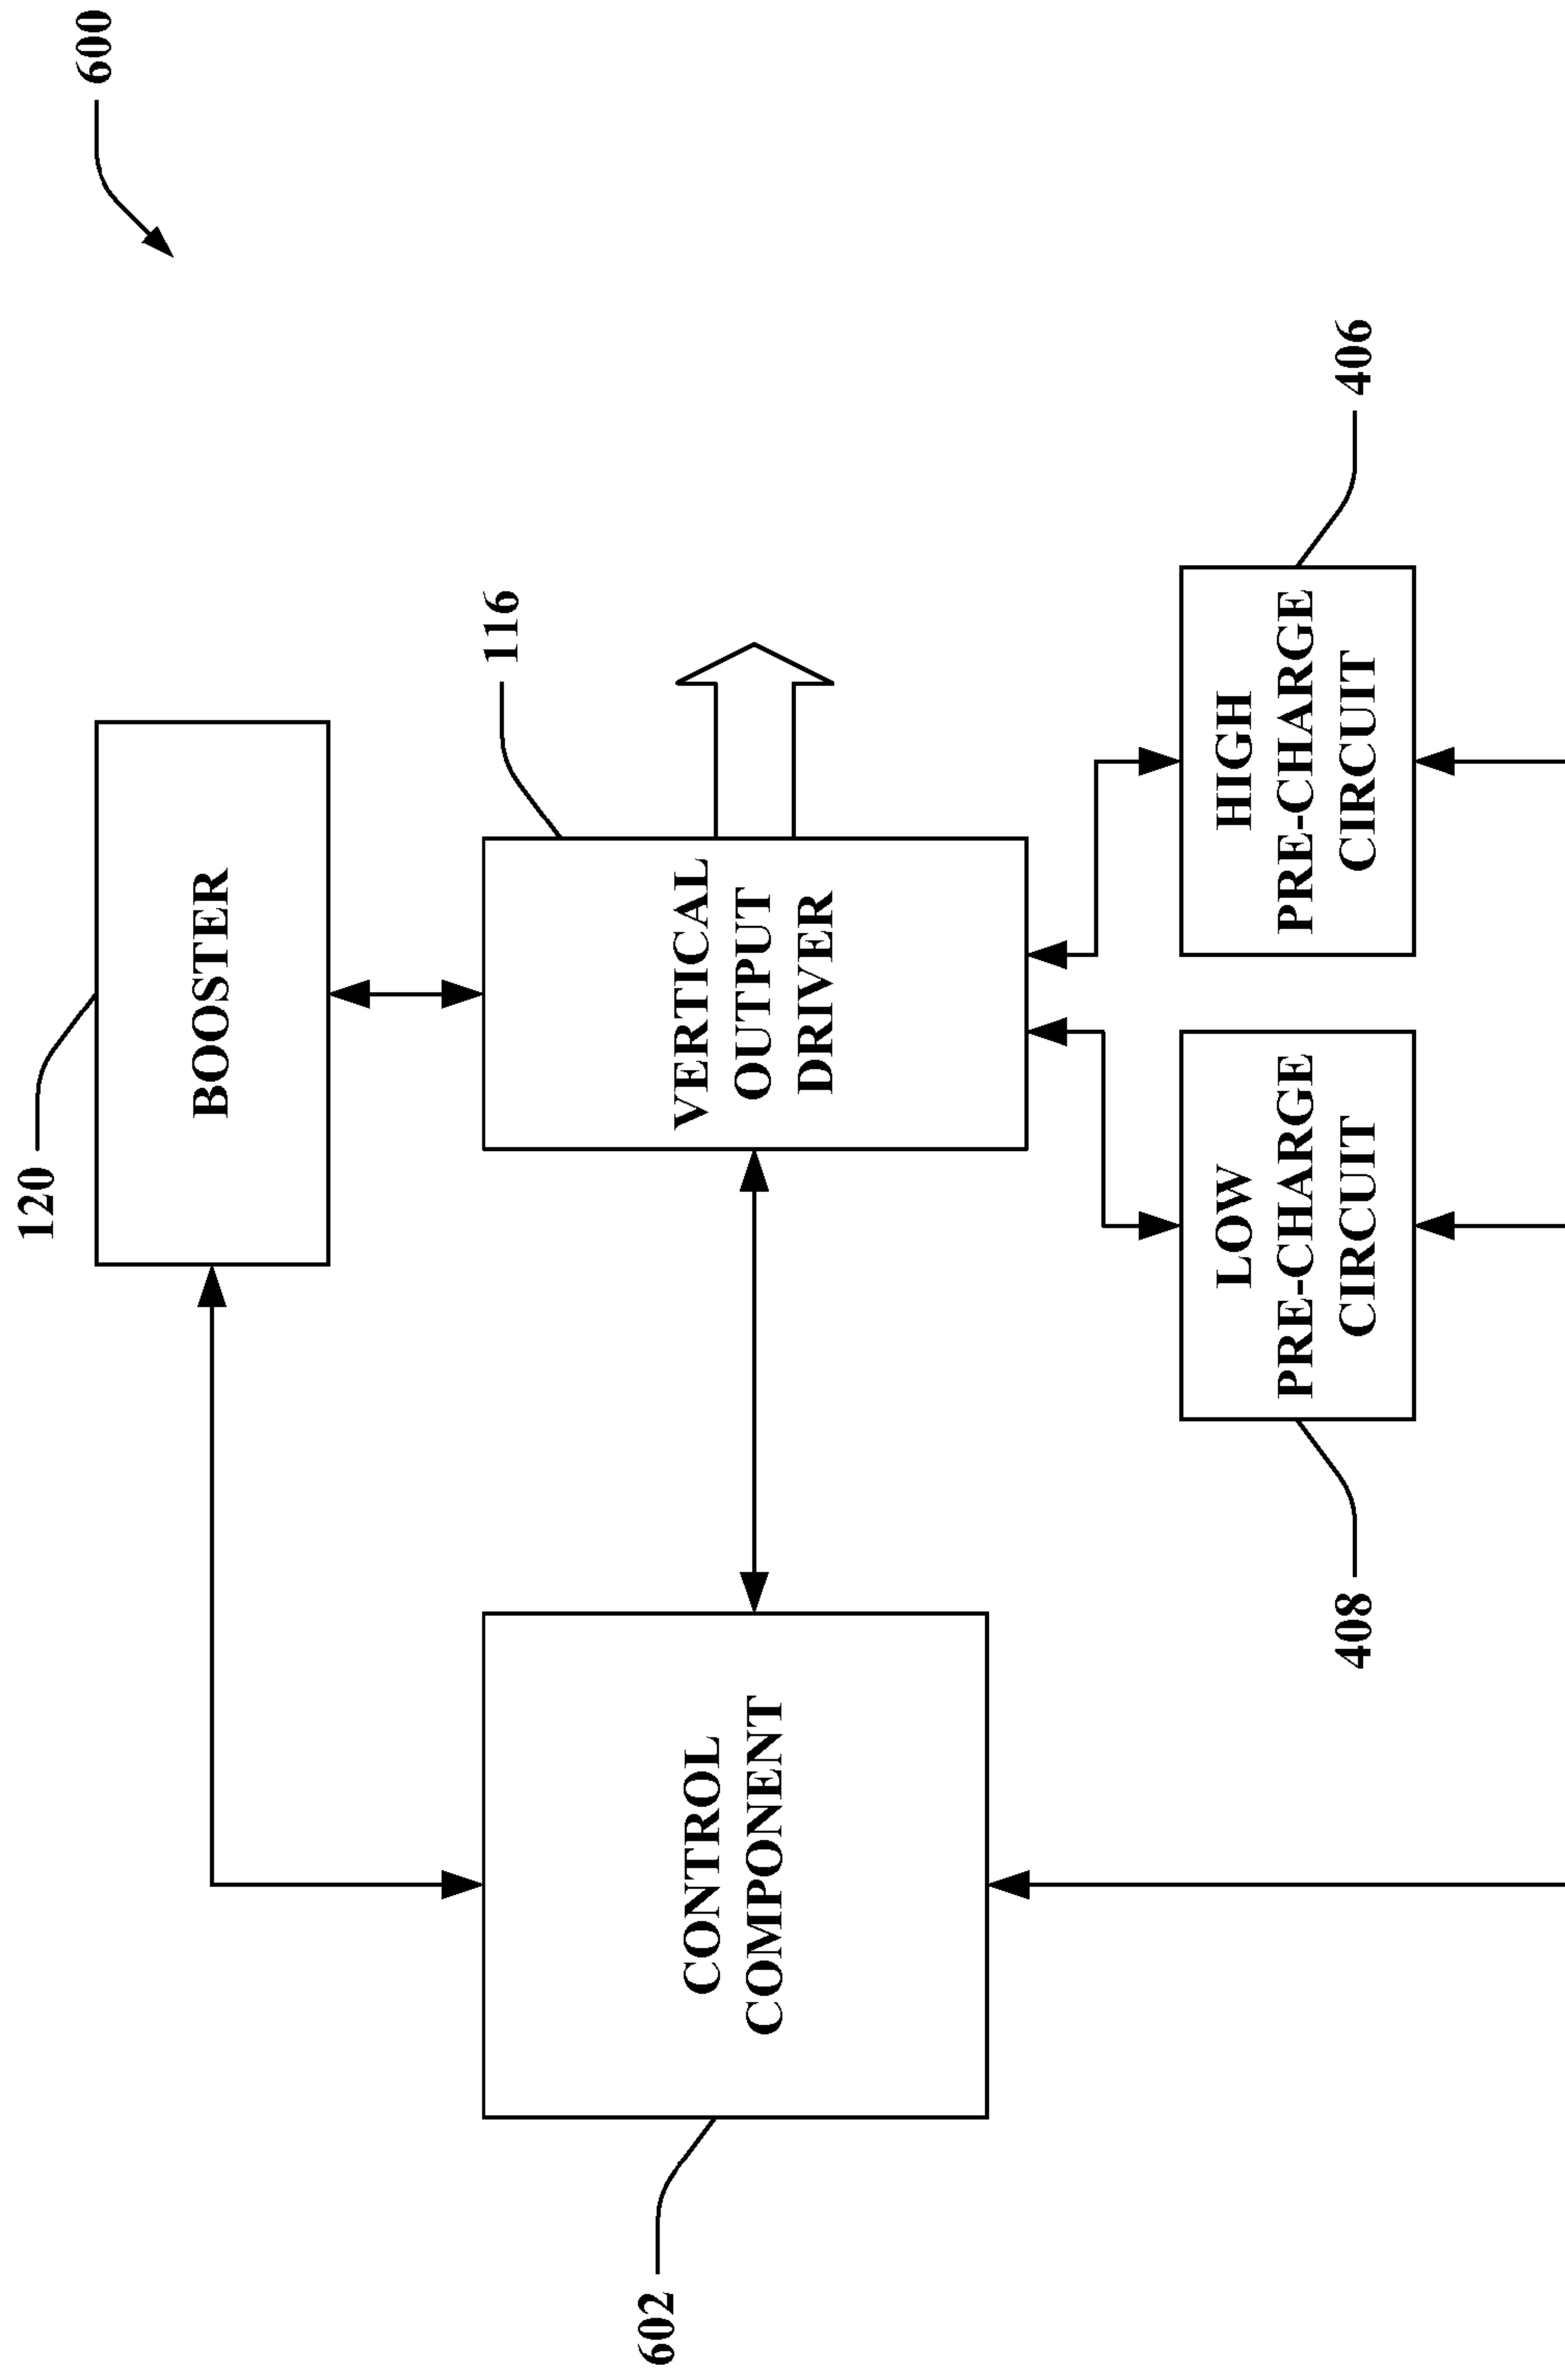 600
120
BOOSTER
116
VERTICAL
OUTPUT
DRIVER
602
CONTROL
COMPONENT
408
LOW
PRE-CHARGE
CIRCUIT
406
HIGH
PRE-CHARGE
CIRCUIT